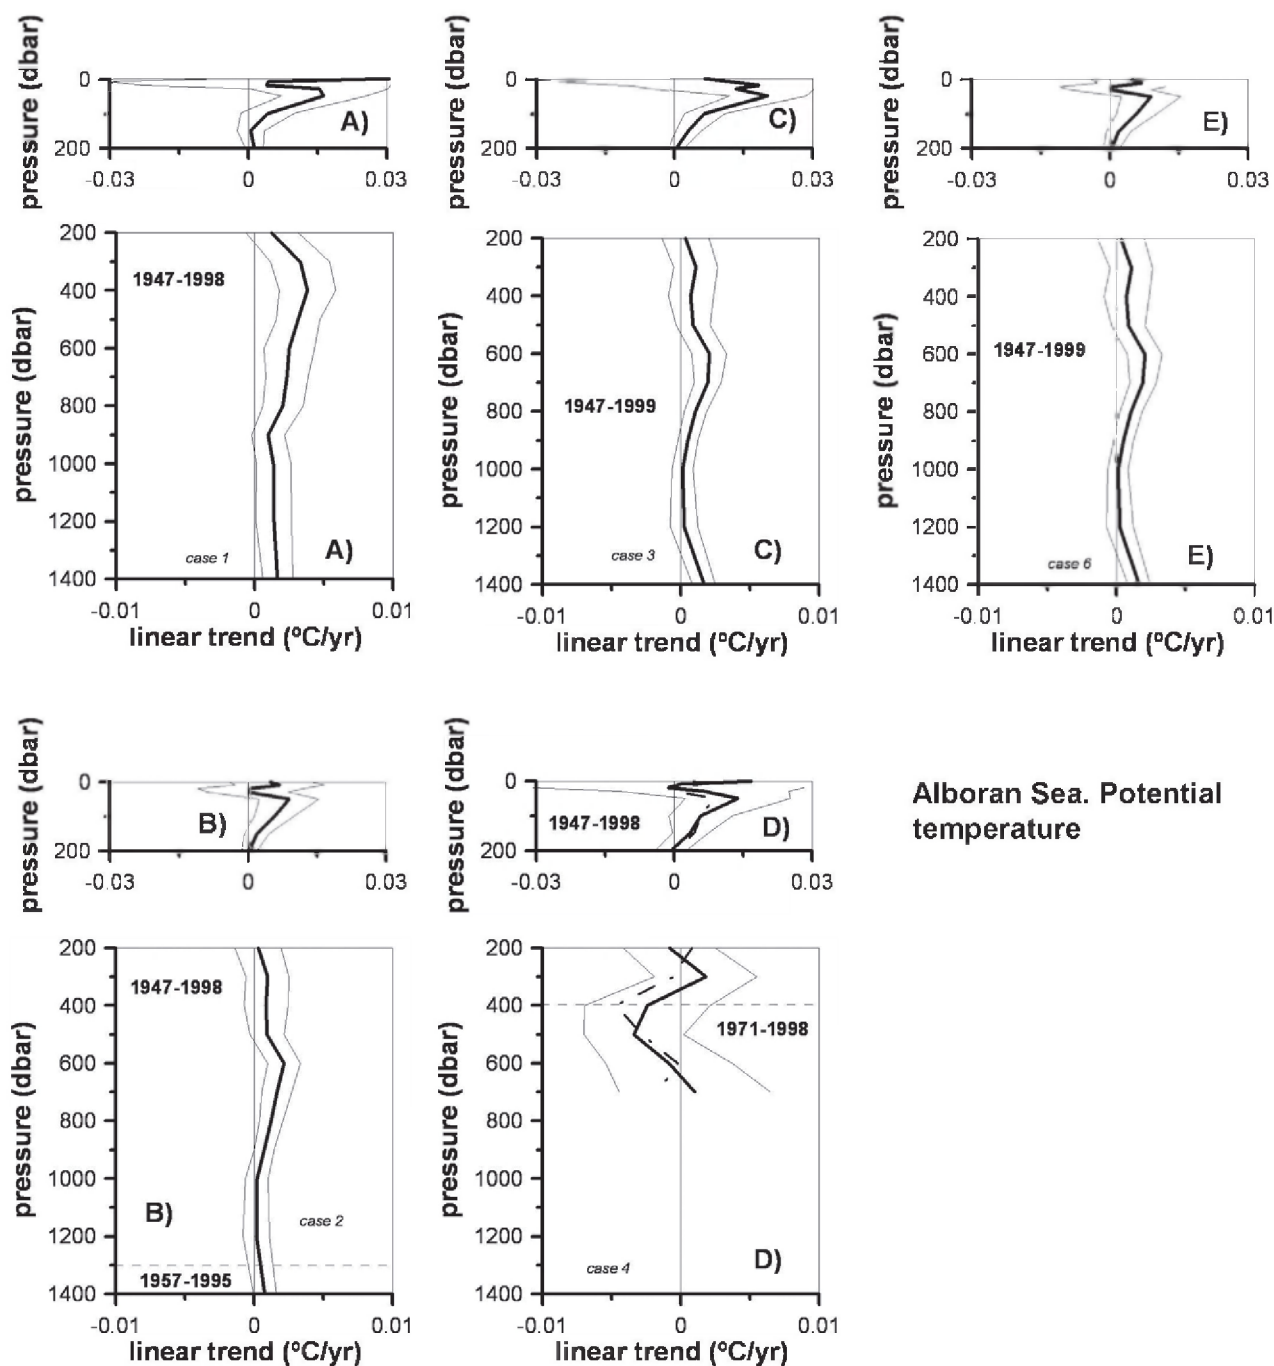 pressure (dbar)
0
200
-0.03
0
0.03
A)
pressure (dbar)
200
400
600
800
1000
1200
1400
1947-1998
case 1
A)
-0.01
0
0.01
linear trend (ºC/yr)
pressure (dbar)
0
200
-0.03
0
0.03
C)
pressure (dbar)
200
400
600
800
1000
1200
1400
1947-1999
case 3
C)
-0.01
0
0.01
linear trend (ºC/yr)
pressure (dbar)
0
200
-0.03
0
0.03
E)
pressure (dbar)
200
400
600
800
1000
1200
1400
1947-1999
case 6
E)
-0.01
0
0.01
linear trend (ºC/yr)
pressure (dbar)
0
200
-0.03
0
0.03
B)
pressure (dbar)
200
400
600
800
1000
1200
1400
1947-1998
B)
case 2
1957-1995
-0.01
0
0.01
linear trend (ºC/yr)
pressure (dbar)
0
200
1947-1998
D)
-0.03
0
0.03
pressure (dbar)
200
400
600
800
1000
1200
1400
1971-1998
case 4
D)
-0.01
0
0.01
linear trend (ºC/yr)
Alboran Sea. Potential
temperature